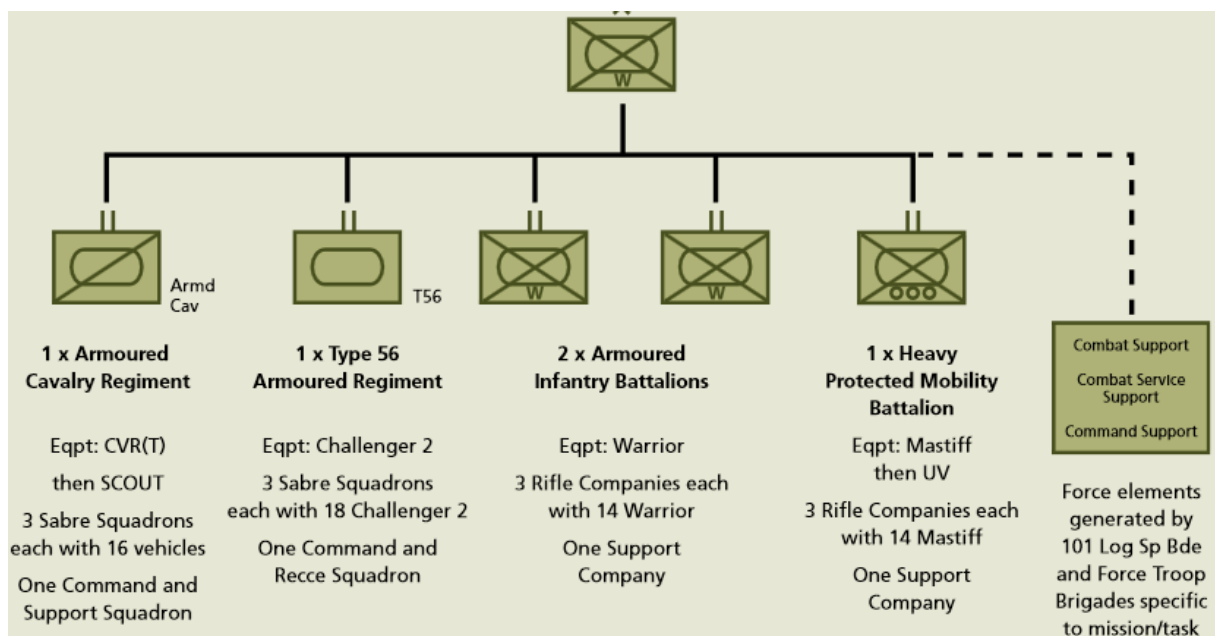 W
Armd
Cav
T56
W
W
1 x Armoured
Cavalry Regiment
Eqpt: CVR(T)
then SCOUT
3 Sabre Squadrons
each with 16 vehicles
One Command and
Support Squadron
1 x Type 56
Armoured Regiment
Eqpt: Challenger 2
3 Sabre Squadrons
each with 18 Challenger 2
One Command and
Recce Squadron
2 x Armoured
Infantry Battalions
Eqpt: Warrior
3 Rifle Companies each
with 14 Warrior
One Support
Company
1 x Heavy
Protected Mobility
Battalion
Eqpt: Mastiff
then UV
3 Rifle Companies each
with 14 Mastiff
One Support
Company
Combat Support
Combat Service
Support
Command Support
Force elements
generated by
101 Log Sp Bde
and Force Troop
Brigades specific
to mission/task